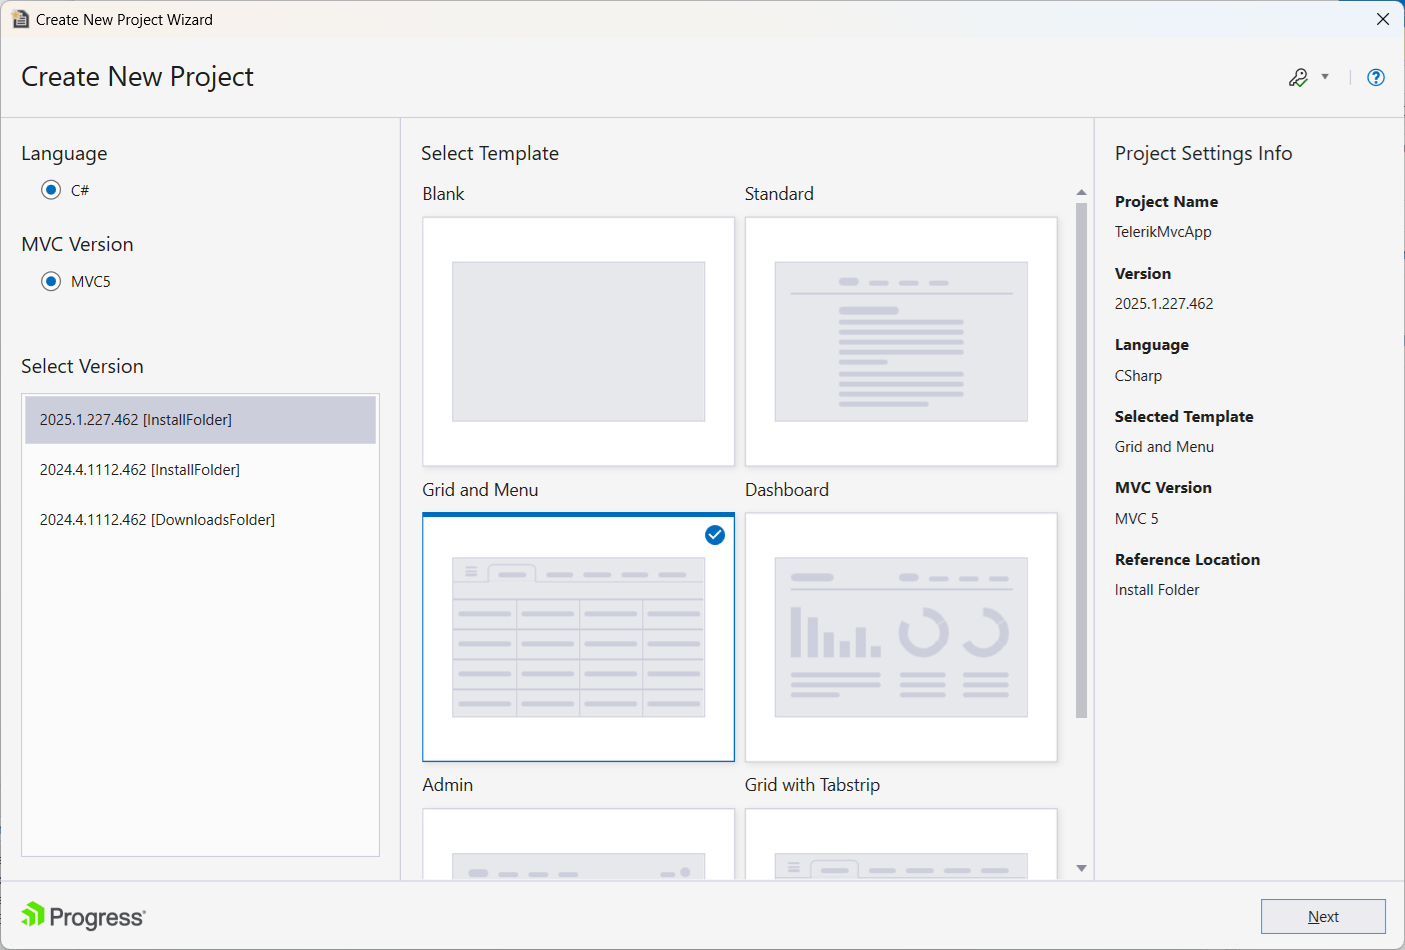 Create New Project Wizard
Create New Project
Language
C#
MVC Version
MVC5
Select Version
2025.1.227.462 [InstallFolder]
2024.4.1112.462 [InstallFolder]
2024.4.1112.462 [DownloadsFolder]
Select Template
Blank
Standard
Grid and Menu
Dashboard
Admin
Grid with Tabstrip
Project Settings Info
Project Name
TelerikMvcApp
Version
2025.1.227.462
Language
CSharp
Selected Template
Grid and Menu
MVC Version
MVC 5
Reference Location
Install Folder
Progress
Next